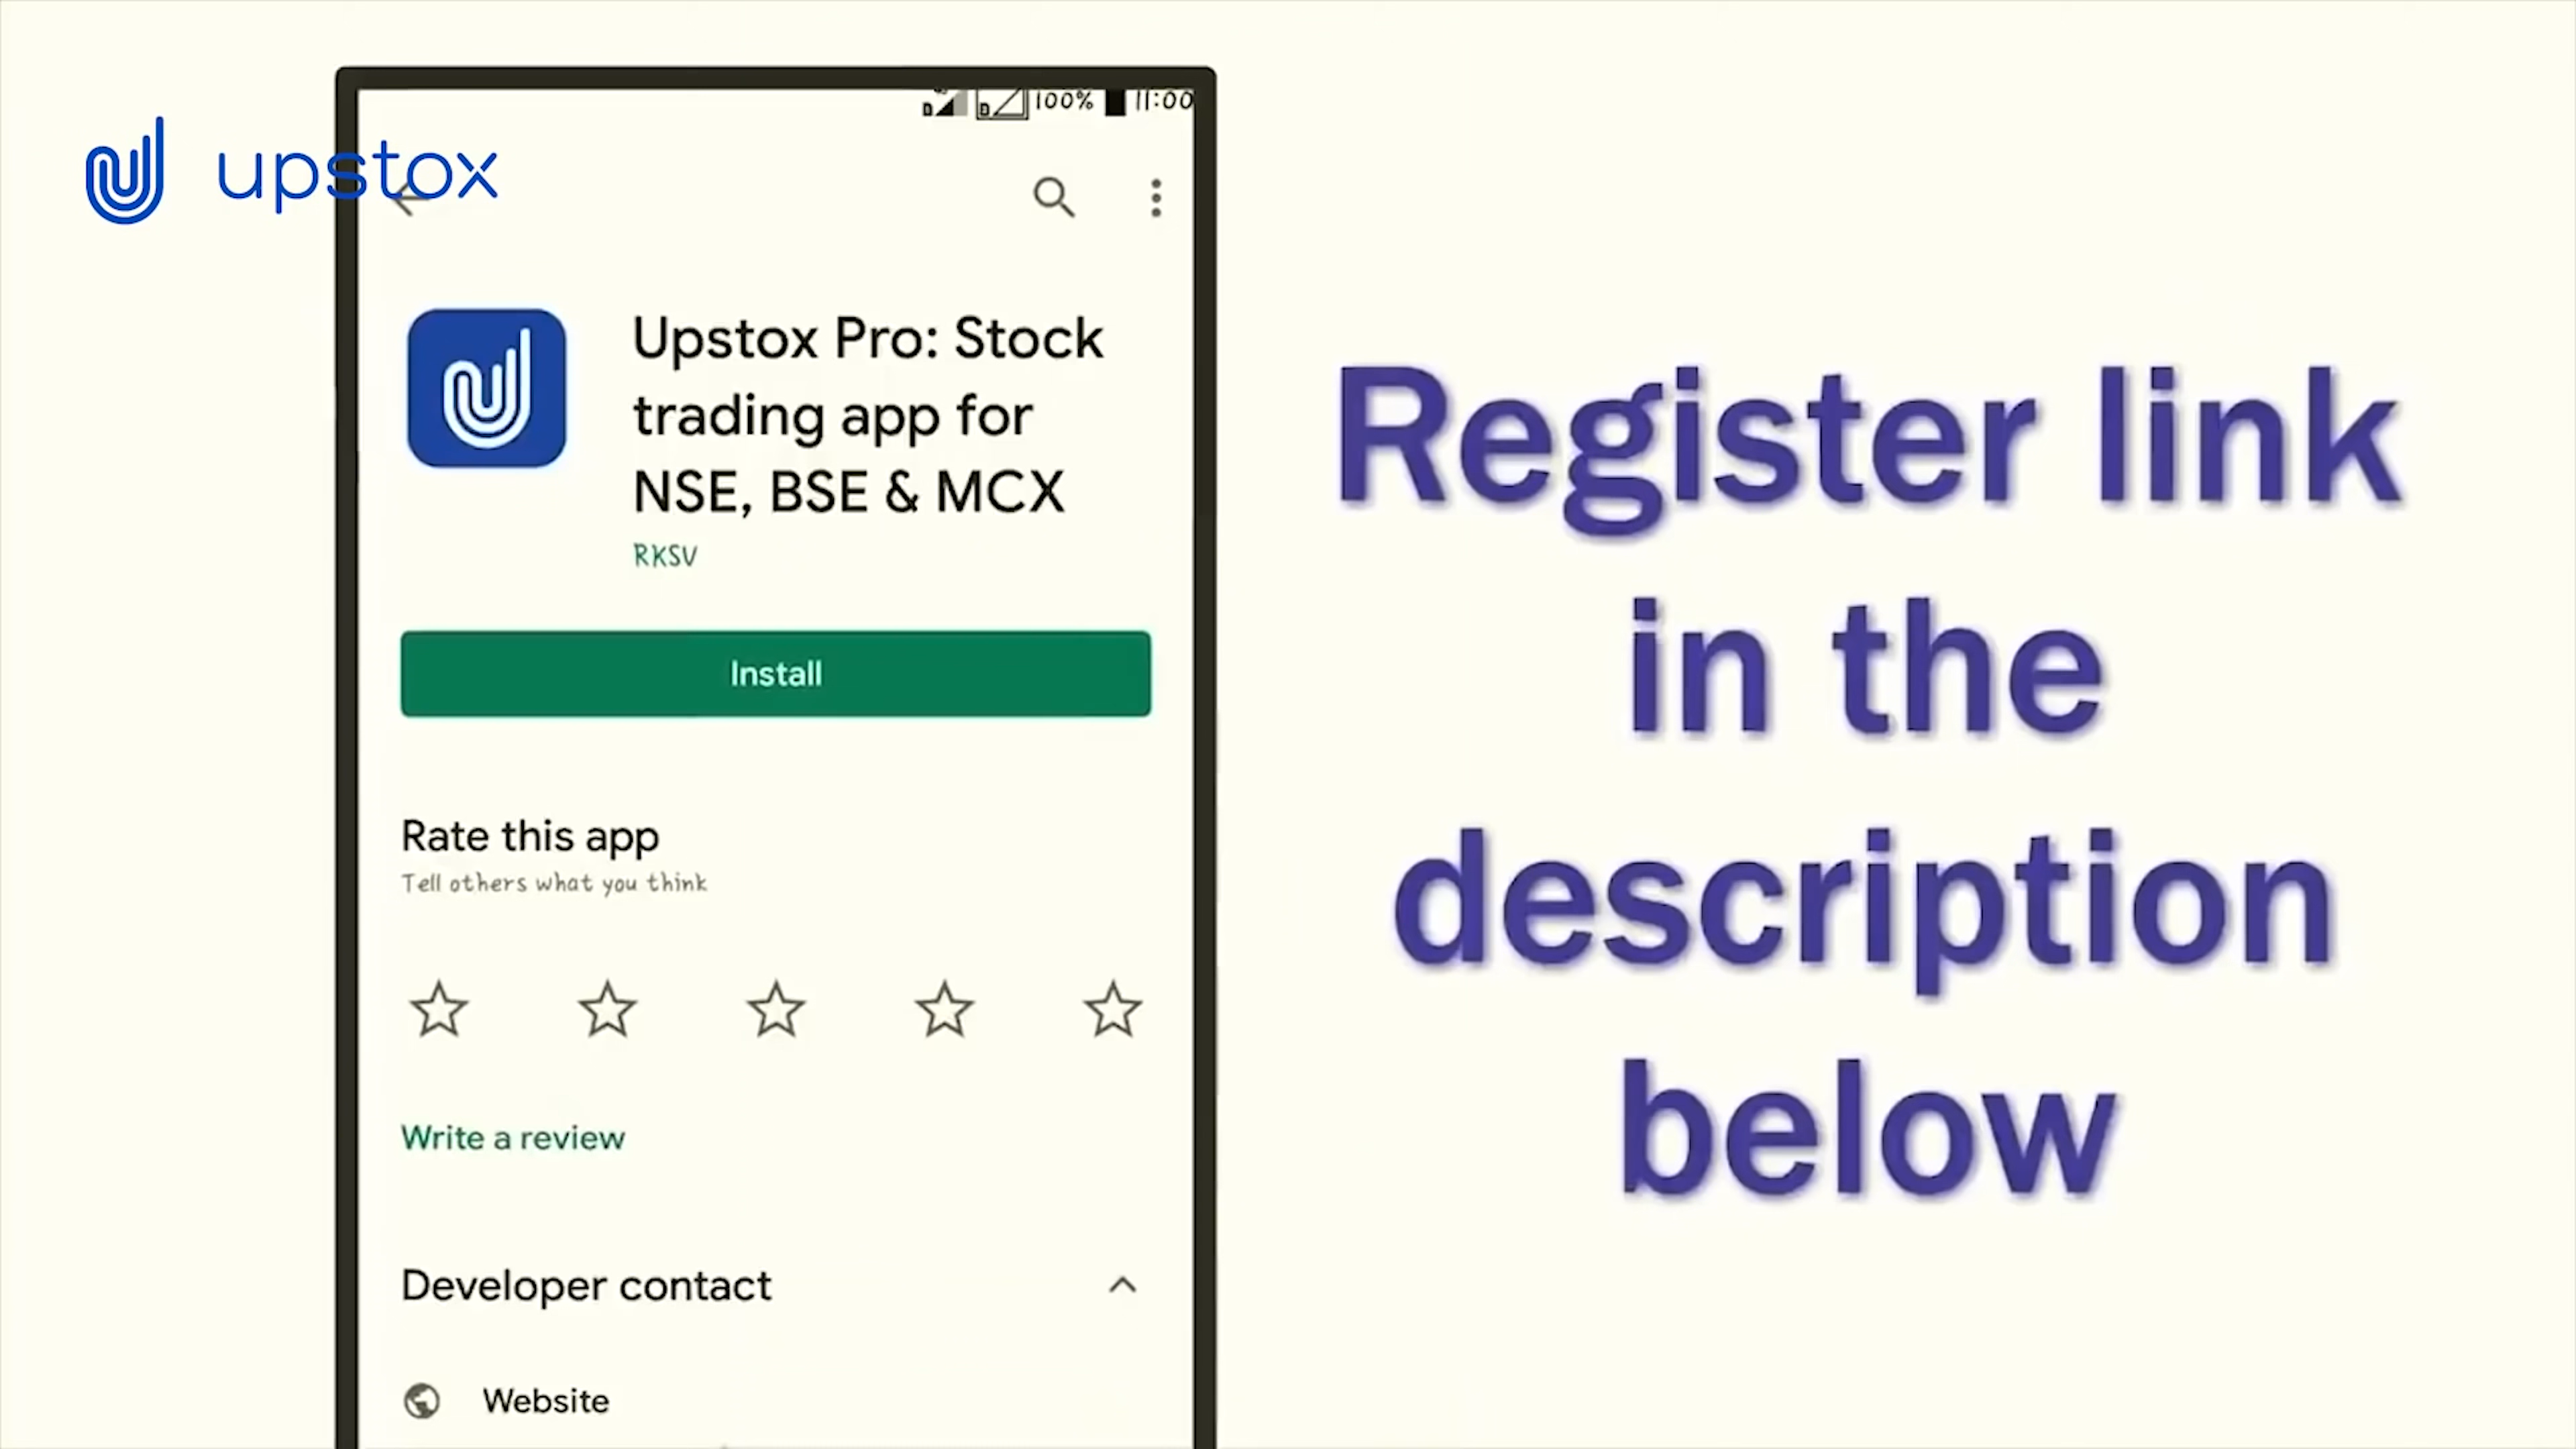 100% 11:00
upstox
Upstox Pro: Stock
trading app for
NSE, BSE & MCX
RKSV
Install
Rate this app
Tell others what you think
Write a review
Developer contact
Website
Register link
in the
description
below